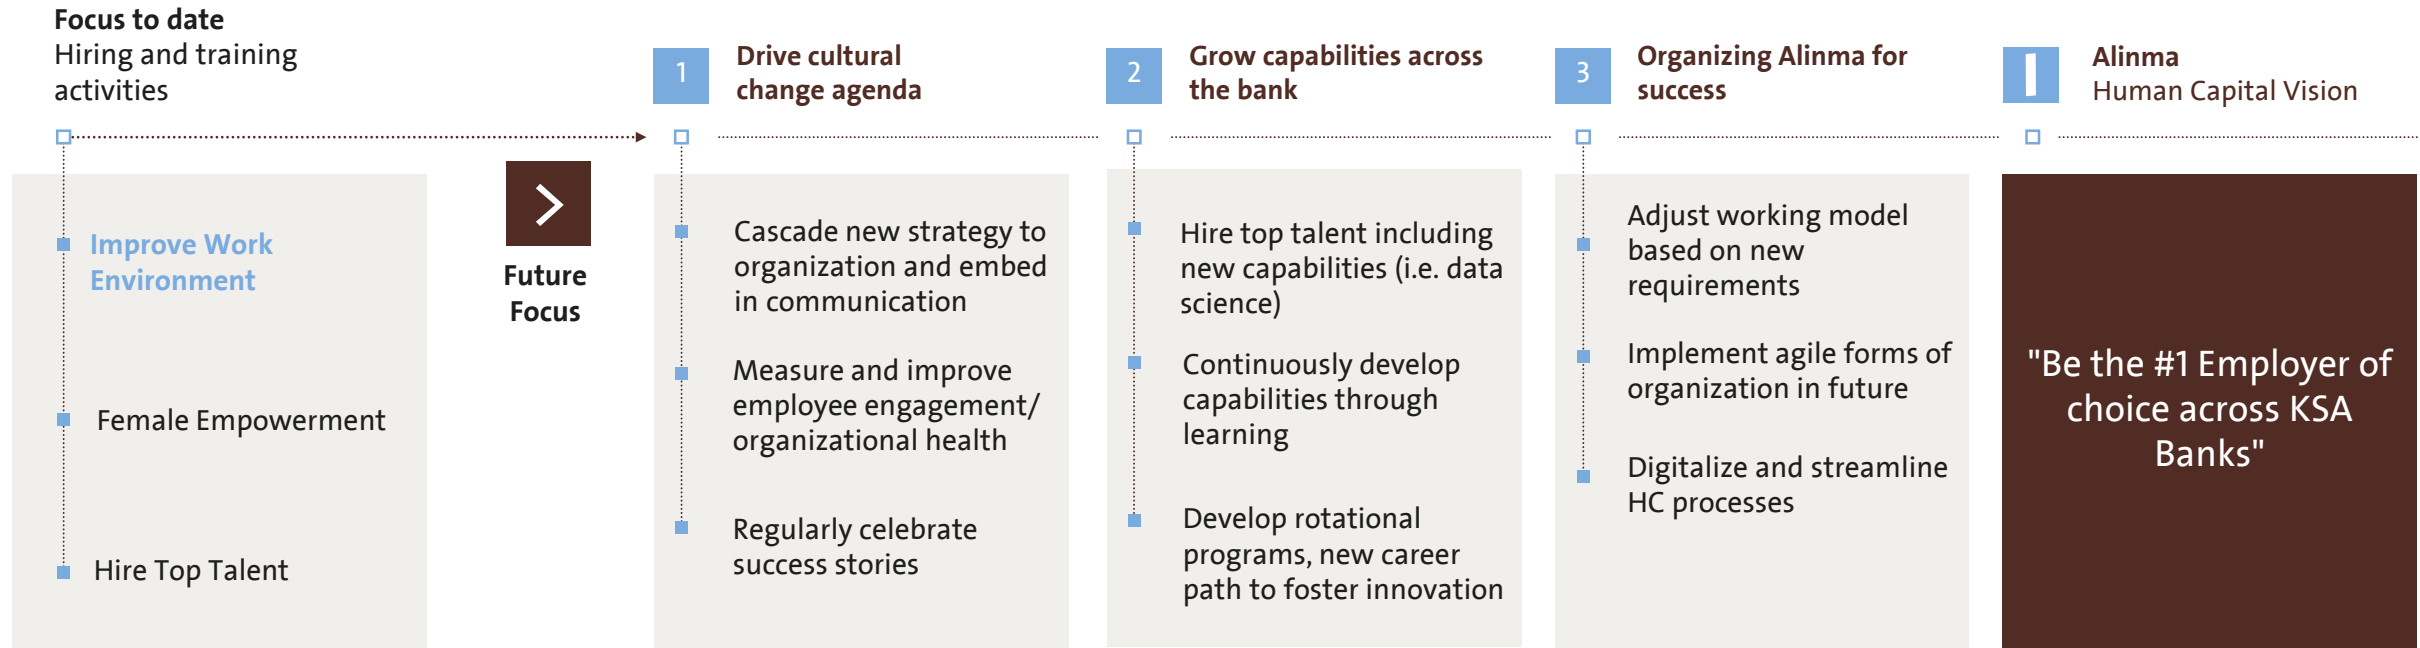 Focus to date
Hiring and training
activities
Improve Work
Environment
Female Empowerment
Hire Top Talent
Future
Focus
1
Drive cultural
change agenda
Cascade new strategy to
organization and embed
in communication
Measure and improve
employee engagement/
organizational health
Regularly celebrate
success stories
2
Grow capabilities across
the bank
Hire top talent including
new capabilities (i.e. data
science)
Continuously develop
capabilities through
learning
Develop rotational
programs, new career
path to foster innovation
3
Organizing Alinma for
success
Adjust working model
based on new
requirements
Implement agile forms of
organization in future
Digitalize and streamline
HC processes
Alinma
Human Capital Vision
"Be the #1 Employer of
choice across KSA
Banks"